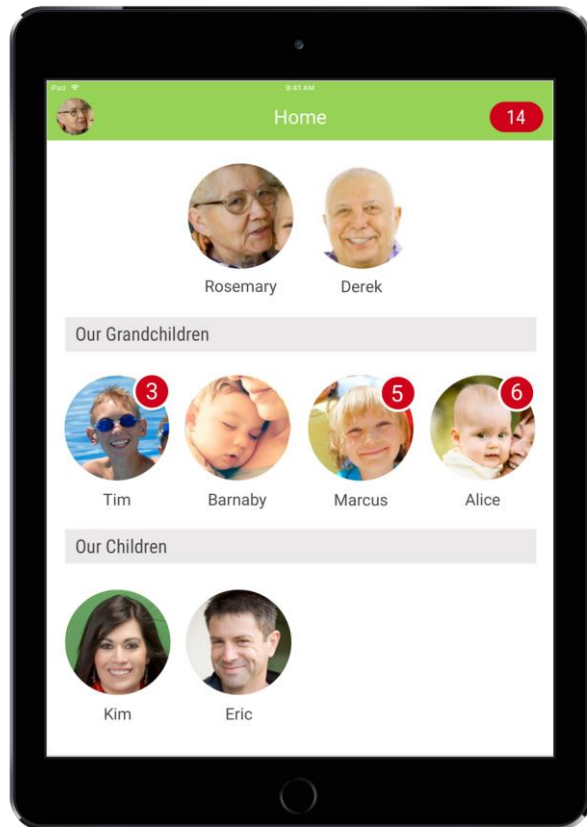 iPad 9:41 AM
Home 14
Rosemary Derek
Our Grandchildren
3 5 6
Tim Barnaby Marcus Alice
Our Children
Kim Eric